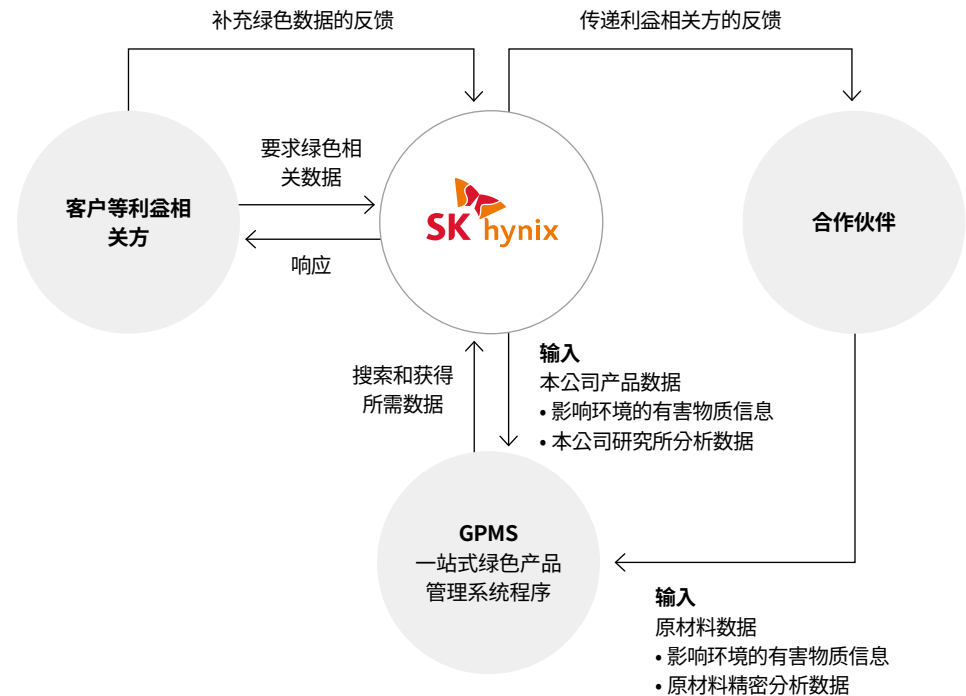 补充绿色数据的反馈
传递利益相关方的反馈
要求绿色相
关数据
客户等利益相
关方
SK hynix
合作伙伴
响应
搜索和获得
所需数据
输入
本公司产品数据
• 影响环境的有害物质信息
• 本公司研究所分析数据
GPMS
一站式绿色产品
管理系统程序
输入
原材料数据
• 影响环境的有害物质信息
• 原材料精密分析数据